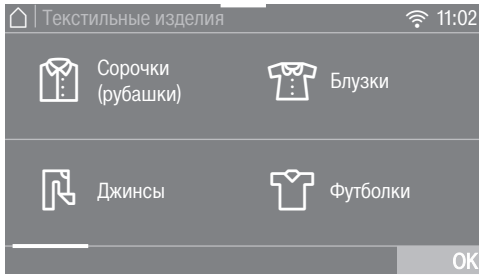 Текстильные изделия 11:02
Сорочки
(рубашки)
Блузки
Джинсы
Футболки
OK